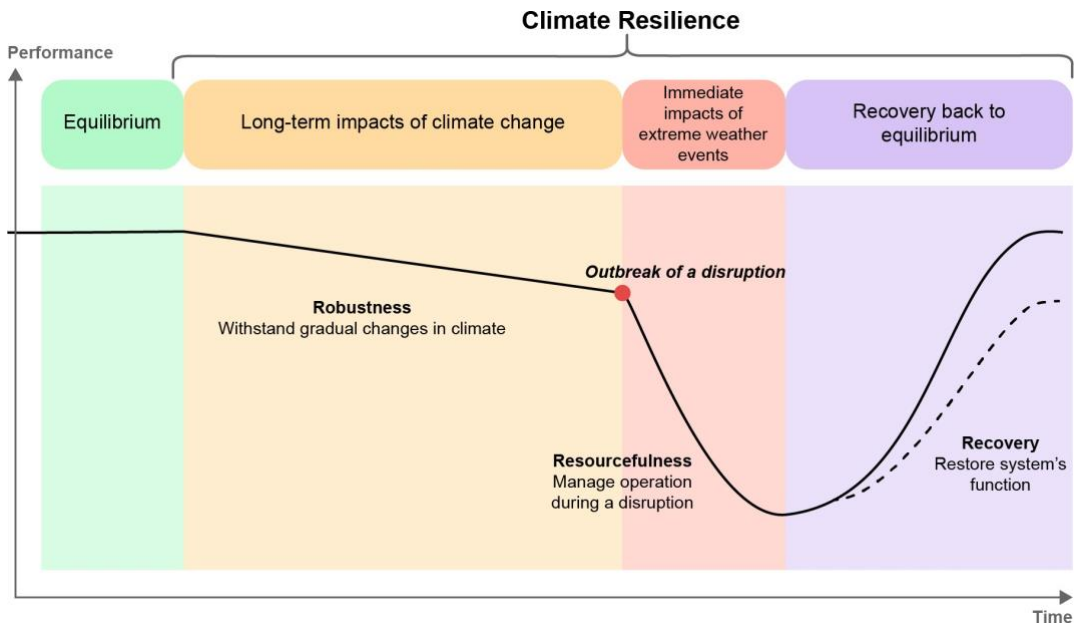 Climate Resilience
Performance
Equilibrium
Long-term impacts of climate change
Immediate
impacts of
extreme weather
events
Recovery back to
equilibrium
Outbreak of a disruption
Robustness
Withstand gradual changes in climate
Resourcefulness
Manage operation
during a disruption
Recovery
Restore system's
function
Time